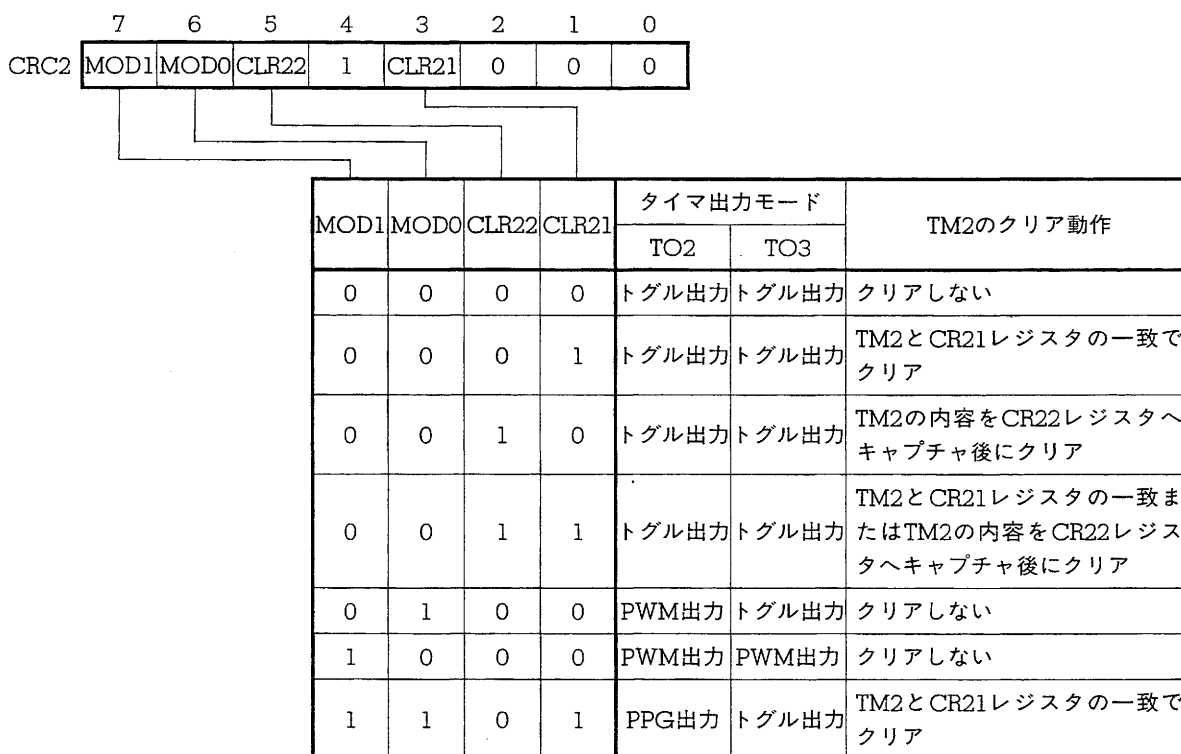 7 6 5 4 3 2 1 0
CRC2 MOD1 MOD0 CLR22 1 CLR21 0 0 0
MOD1 MOD0 CLR22 CLR21 タイマ出力モード TM2のクリア動作
TO2 TO3
0 0 0 0 トグル出力 トグル出力 クリアしない
0 0 0 1 トグル出力 トグル出力 TM2とCR21レジスタの一致で
クリア
0 0 1 0 トグル出力 トグル出力 TM2の内容をCR22レジスタへ
キャプチャ後にクリア
0 0 1 1 トグル出力 トグル出力 TM2とCR21レジスタの一致ま
たはTM2の内容をCR22レジス
タへキャプチャ後にクリア
0 1 0 0 PWM出力 トグル出力 クリアしない
1 0 0 0 PWM出力 PWM出力 クリアしない
1 1 0 1 PPG出力 トグル出力 TM2とCR21レジスタの一致で
クリア